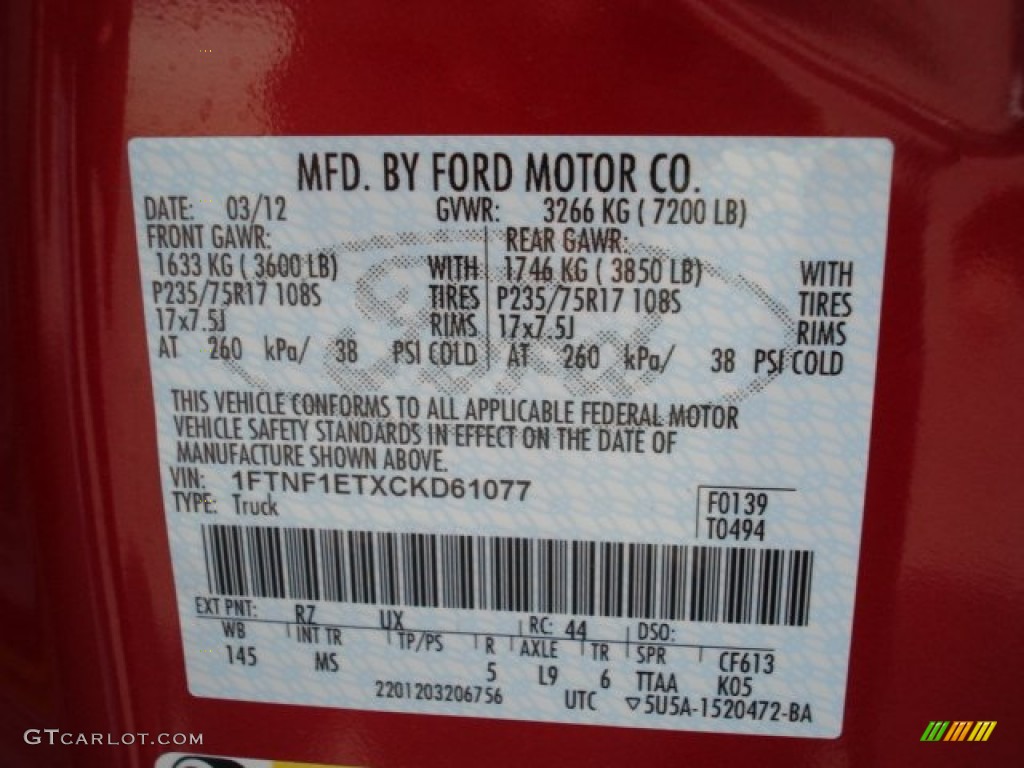 MFD. BY FORD MOTOR CO.
DATE: 03/12 GVWR: 3266 KG ( 7200 LB)
FRONT GAWR: REAR GAWR:
1633 KG ( 3600 LB) WITH 1746 KG ( 3850 LB) WITH
P235/75R17 108S TIRES P235/75R17 108S TIRES
17x7.5J RIMS 17x7.5J RIMS
AT 260 kPa/ 38 PSI COLD AT 260 kPa/ 38 PSI COLD
THIS VEHICLE CONFORMS TO ALL APPLICABLE FEDERAL MOTOR
VEHICLE SAFETY STANDARDS IN EFFECT ON THE DATE OF
MANUFACTURE SHOWN ABOVE.
VIN: 1FTNF1ETXCKD61077
TYPE: Truck
F0139
T0494
EXT PNT: RZ UX RC: 44 DSO:
WB INT TR TP/PS R AXLE TR SPR CF613
145 MS 5 L9 6 TTAA K05
2201203206756 UTC ▽5U5A-1520472-BA
Ford
GTCARLOT.COM